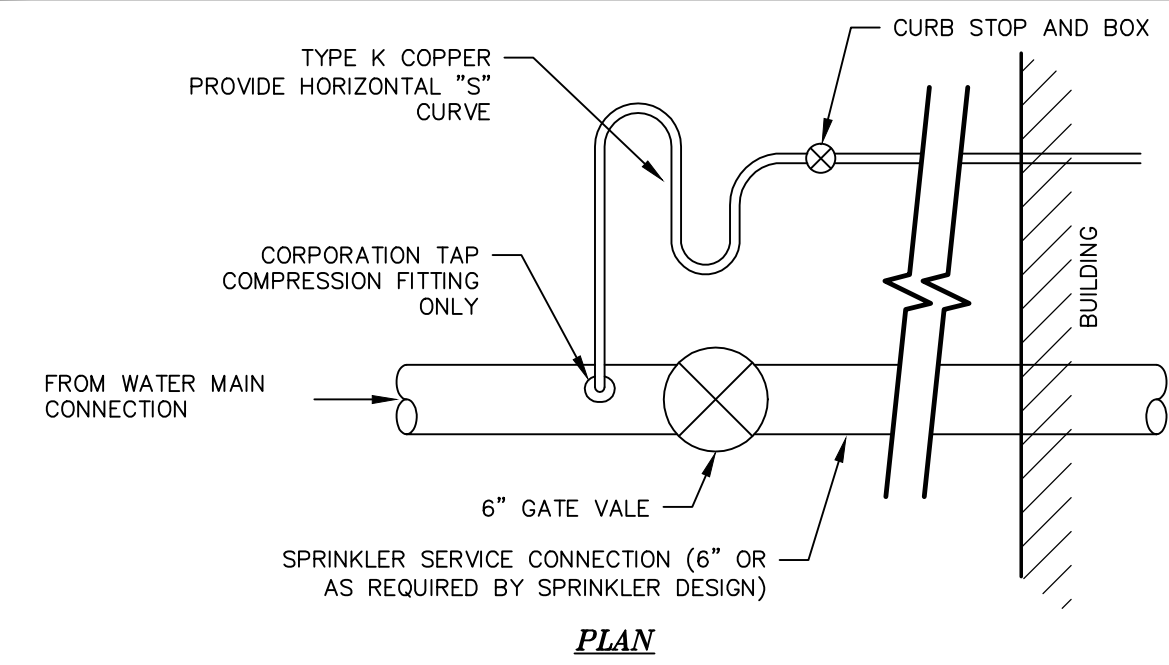 CURB STOP AND BOX
TYPE K COPPER
PROVIDE HORIZONTAL "S"
CURVE
CORPORATION TAP
COMPRESSION FITTING
ONLY
BUILDING
FROM WATER MAIN
CONNECTION
6" GATE VALE
SPRINKLER SERVICE CONNECTION (6" OR
AS REQUIRED BY SPRINKLER DESIGN)
PLAN